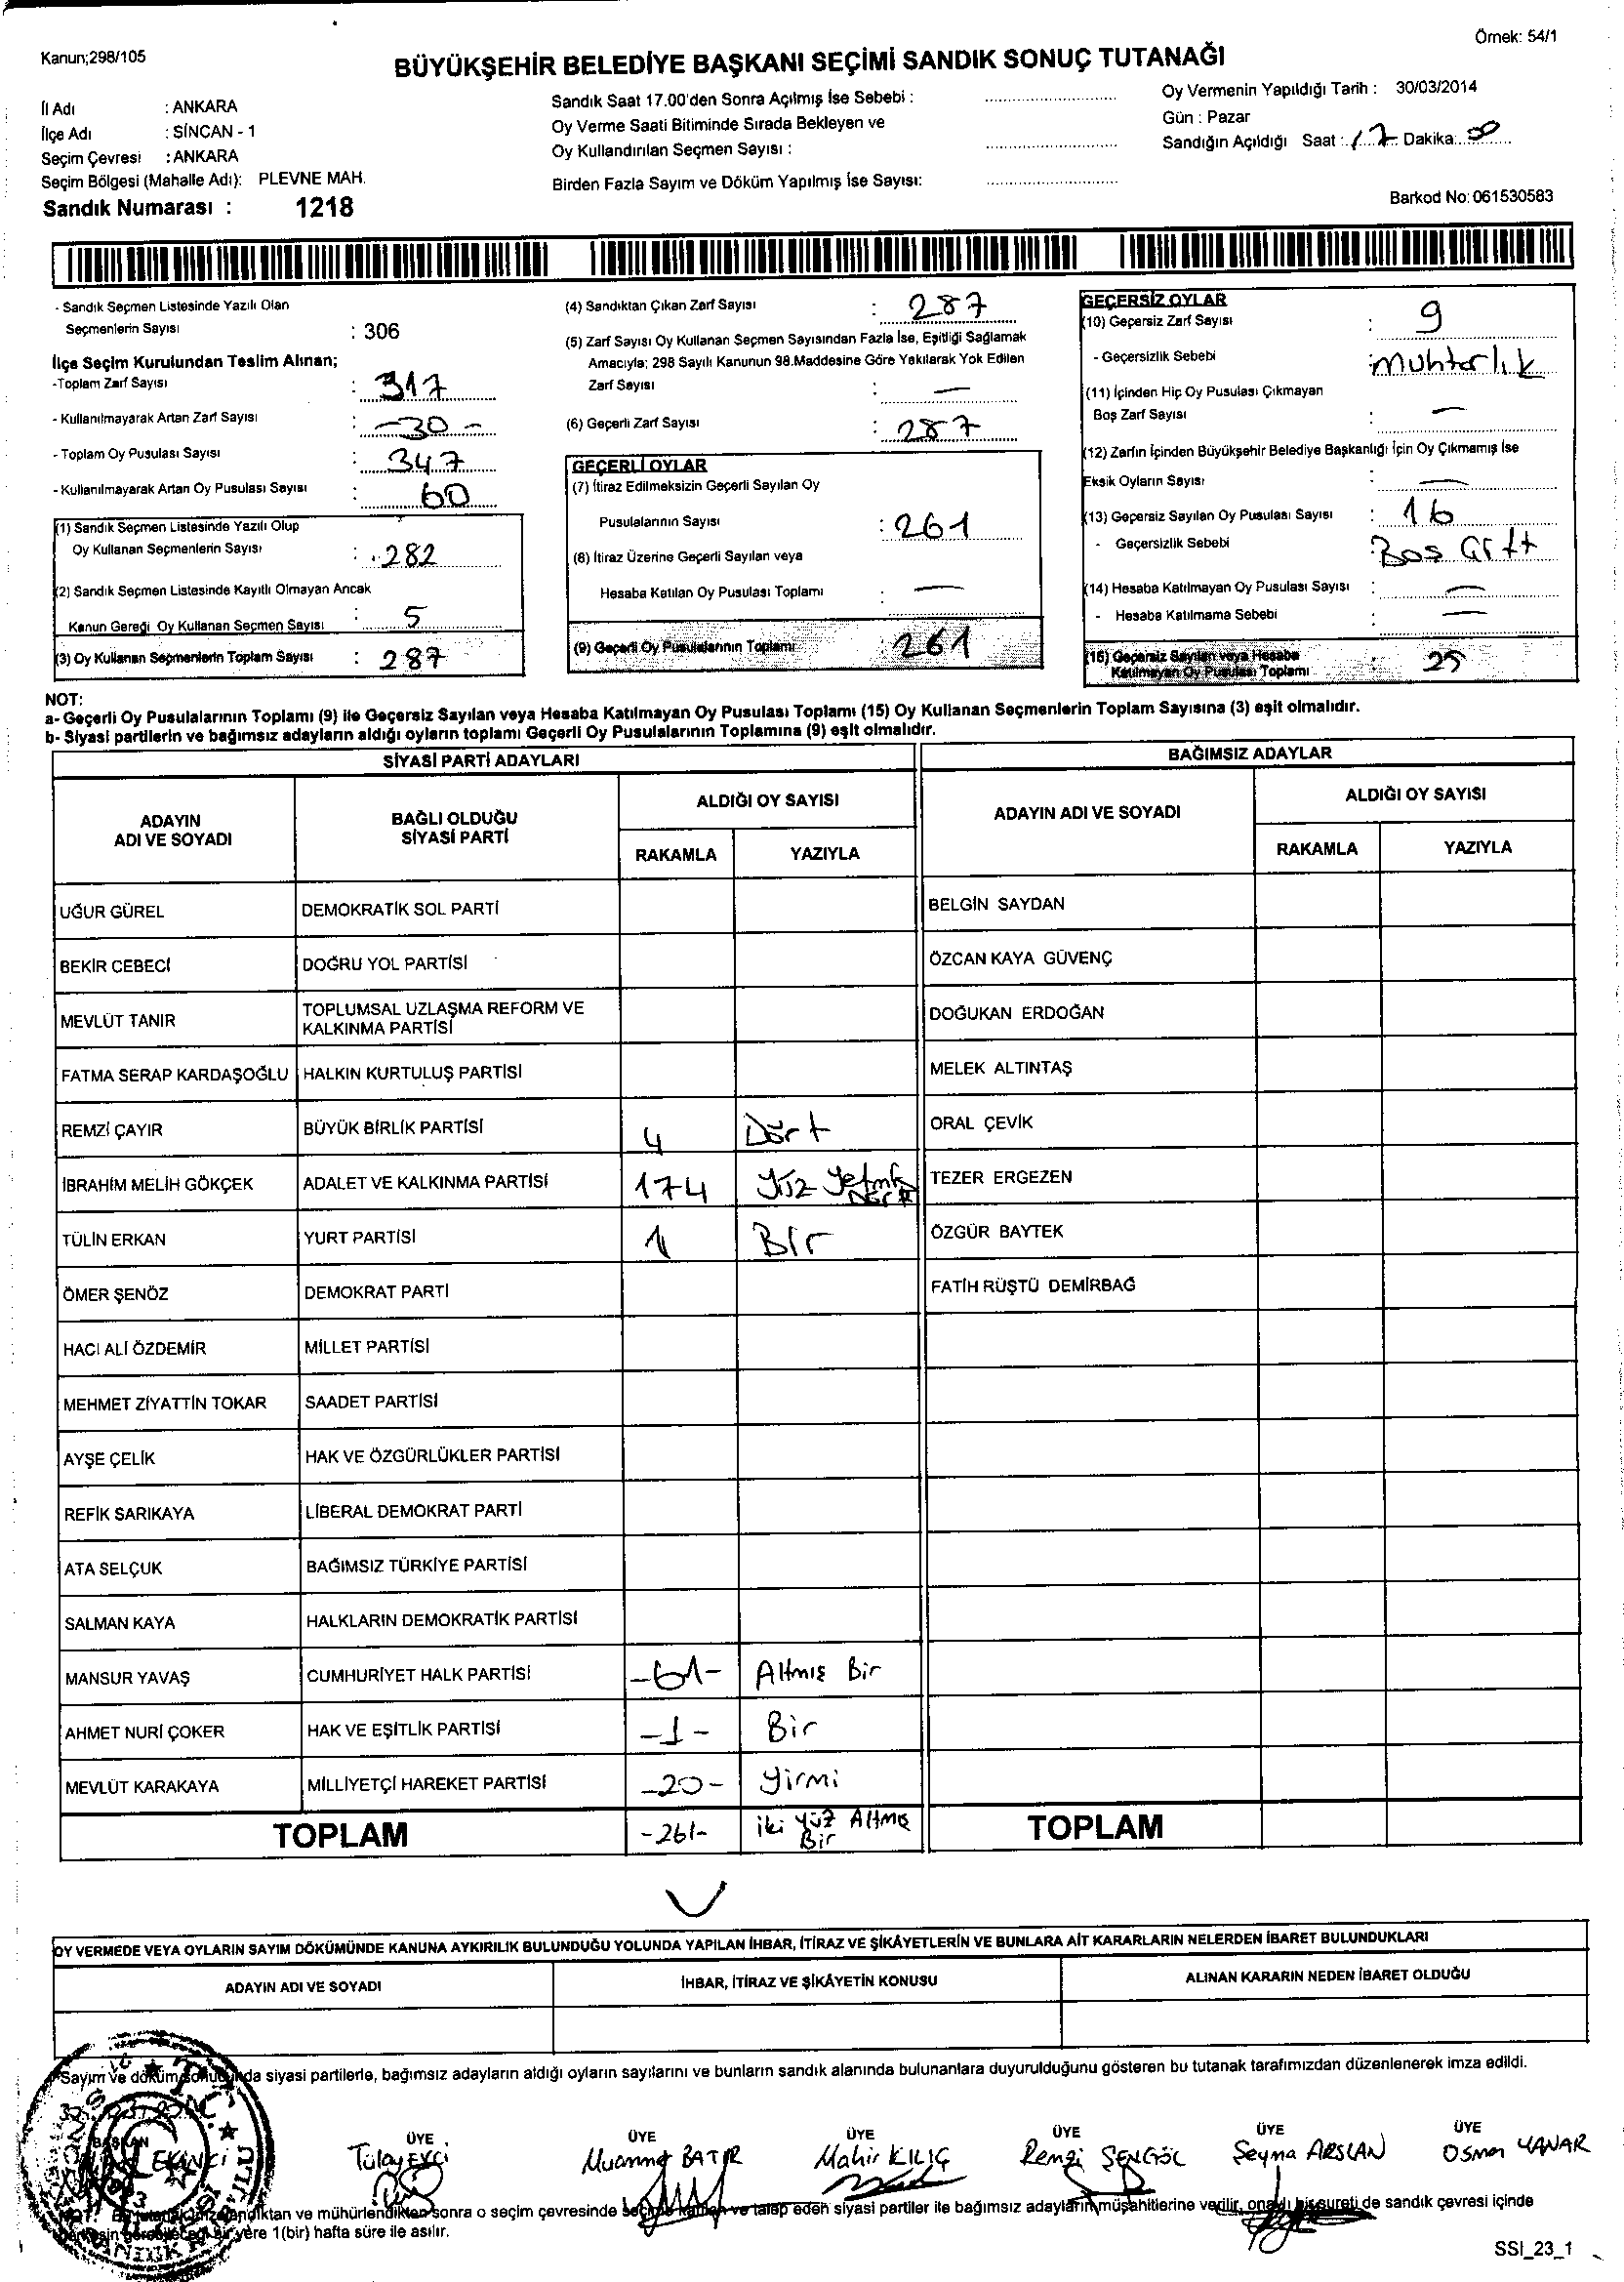 Örnek: 54/1
Kanun;298/105
BÜYÜKŞEHİR BELEDİYE BAŞKANI SEÇİMİ SANDIK SONUÇ TUTANAĞI
İl Adı : ANKARA
İlçe Adı : SİNCAN - 1
Seçim Çevresi : ANKARA
Seçim Bölgesi (Mahalle Adı): PLEVNE MAH.
Sandık Numarası : 1218
Sandık Saat 17.00'den Sonra Açılmış İse Sebebi :
Oy Verme Saati Bitiminde Sırada Bekleyen ve
Oy Kullandırılan Seçmen Sayısı :
Birden Fazla Sayım ve Döküm Yapılmış İse Sayısı:
Oy Vermenin Yapıldığı Tarih : 30/03/2014
Gün : Pazar
Sandığın Açıldığı Saat : 17 Dakika:
Barkod No: 061530583
- Sandık Seçmen Listesinde Yazılı Olan
Seçmenlerin Sayısı : 306
İlçe Seçim Kurulundan Teslim Alınan;
-Toplam Zarf Sayısı : 317
- Kullanılmayarak Artan Zarf Sayısı : -30-
- Toplam Oy Pusulası Sayısı : 347
- Kullanılmayarak Artan Oy Pusulası Sayısı : 60
(1) Sandık Seçmen Listesinde Yazılı Olup
Oy Kullanan Seçmenlerin Sayısı : 282
(2) Sandık Seçmen Listesinde Kayıtlı Olmayan Ancak
Kanun Gereği Oy Kullanan Seçmen Sayısı : 5
(3) Oy Kullanan Seçmenlerin Toplam Sayısı : 287
(4) Sandıktan Çıkan Zarf Sayısı : 287
(5) Zarf Sayısı Oy Kullanan Seçmen Sayısından Fazla İse, Eşitliği Sağlamak
Amacıyla; 298 Sayılı Kanunun 98.Maddesine Göre Yakılarak Yok Edilen
Zarf Sayısı : —
(6) Geçerli Zarf Sayısı : 287
GEÇERLİ OYLAR
(7) İtiraz Edilmeksizin Geçerli Sayılan Oy
Pusulalarının Sayısı : 261
(8) İtiraz Üzerine Geçerli Sayılan veya
Hesaba Katılan Oy Pusulası Toplamı : —
(9) Geçerli Oy Pusulalarının Toplamı : 261
GEÇERSİZ OYLAR
(10) Geçersiz Zarf Sayısı : 9
- Geçersizlik Sebebi : muhtarlık
(11) İçinden Hiç Oy Pusulası Çıkmayan
Boş Zarf Sayısı : —
(12) Zarfın İçinden Büyükşehir Belediye Başkanlığı İçin Oy Çıkmamış İse
Eksik Oyların Sayısı : —
(13) Geçersiz Sayılan Oy Pusulası Sayısı : 16
- Geçersizlik Sebebi : Boş Çift
(14) Hesaba Katılmayan Oy Pusulası Sayısı : —
- Hesaba Katılmama Sebebi : —
(15) Geçersiz Sayılan veya Hesaba
Katılmayan Oy Pusulası Toplamı : 25
NOT:
a- Geçerli Oy Pusulalarının Toplamı (9) ile Geçersiz Sayılan veya Hesaba Katılmayan Oy Pusulası Toplamı (15) Oy Kullanan Seçmenlerin Toplam Sayısına (3) eşit olmalıdır.
b- Siyasi partilerin ve bağımsız adayların aldığı oyların toplamı Geçerli Oy Pusulalarının Toplamına (9) eşit olmalıdır.
SİYASİ PARTİ ADAYLARI
ADAYIN
ADI VE SOYADI
BAĞLI OLDUĞU
SİYASİ PARTİ
ALDIĞI OY SAYISI
RAKAMLA YAZIYLA
UĞUR GÜREL DEMOKRATİK SOL PARTİ
BEKİR CEBECİ DOĞRU YOL PARTİSİ
MEVLÜT TANIR TOPLUMSAL UZLAŞMA REFORM VE
KALKINMA PARTİSİ
FATMA SERAP KARDAŞOĞLU HALKIN KURTULUŞ PARTİSİ
REMZİ ÇAYIR BÜYÜK BİRLİK PARTİSİ 4 Dört
İBRAHİM MELİH GÖKÇEK ADALET VE KALKINMA PARTİSİ 174 Yüz Yetmiş
Dört
TÜLİN ERKAN YURT PARTİSİ 1 Bir
ÖMER ŞENÖZ DEMOKRAT PARTİ
HACI ALİ ÖZDEMİR MİLLET PARTİSİ
MEHMET ZİYATTİN TOKAR SAADET PARTİSİ
AYŞE ÇELİK HAK VE ÖZGÜRLÜKLER PARTİSİ
REFİK SARIKAYA LİBERAL DEMOKRAT PARTİ
ATA SELÇUK BAĞIMSIZ TÜRKİYE PARTİSİ
SALMAN KAYA HALKLARIN DEMOKRATİK PARTİSİ
MANSUR YAVAŞ CUMHURİYET HALK PARTİSİ -61- Altmış Bir
AHMET NURİ ÇOKER HAK VE EŞİTLİK PARTİSİ -1- Bir
MEVLÜT KARAKAYA MİLLİYETÇİ HAREKET PARTİSİ -20- Yirmi
TOPLAM -261- iki yüz Altmış
Bir
BAĞIMSIZ ADAYLAR
ADAYIN ADI VE SOYADI
ALDIĞI OY SAYISI
RAKAMLA YAZIYLA
BELGİN SAYDAN
ÖZCAN KAYA GÜVENÇ
DOĞUKAN ERDOĞAN
MELEK ALTINTAŞ
ORAL ÇEVİK
TEZER ERGEZEN
ÖZGÜR BAYTEK
FATİH RÜŞTÜ DEMİRBAĞ
TOPLAM
OY VERMEDE VEYA OYLARIN SAYIM DÖKÜMÜNDE KANUNA AYKIRILIK BULUNDUĞU YOLUNDA YAPILAN İHBAR, İTİRAZ VE ŞİKÂYETLERİN VE BUNLARA AİT KARARLARIN NELERDEN İBARET BULUNDUKLARI
ADAYIN ADI VE SOYADI İHBAR, İTİRAZ VE ŞİKÂYETİN KONUSU ALINAN KARARIN NEDEN İBARET OLDUĞU
Sayım ve döküm sonucunda siyasi partilerle, bağımsız adayların aldığı oyların sayılarını ve bunların sandık alanında bulunanlara duyurulduğunu gösteren bu tutanak tarafımızdan düzenlenerek imza edildi.
BAŞKAN ÜYE ÜYE ÜYE ÜYE ÜYE ÜYE
EKİNCİ Tülay EVCİ Muammer BATIR Mahir KILIÇ Remzi ŞENGÜL Şeyma ARSLAN Osman YANAR
sonra o seçim çevresinde seçime katılan ve talep eden siyasi partiler ile bağımsız adayların müşahitlerine verilir, onaylı bir sureti de sandık çevresi içinde
yere 1(bir) hafta süre ile asılır.
SSI_23_1